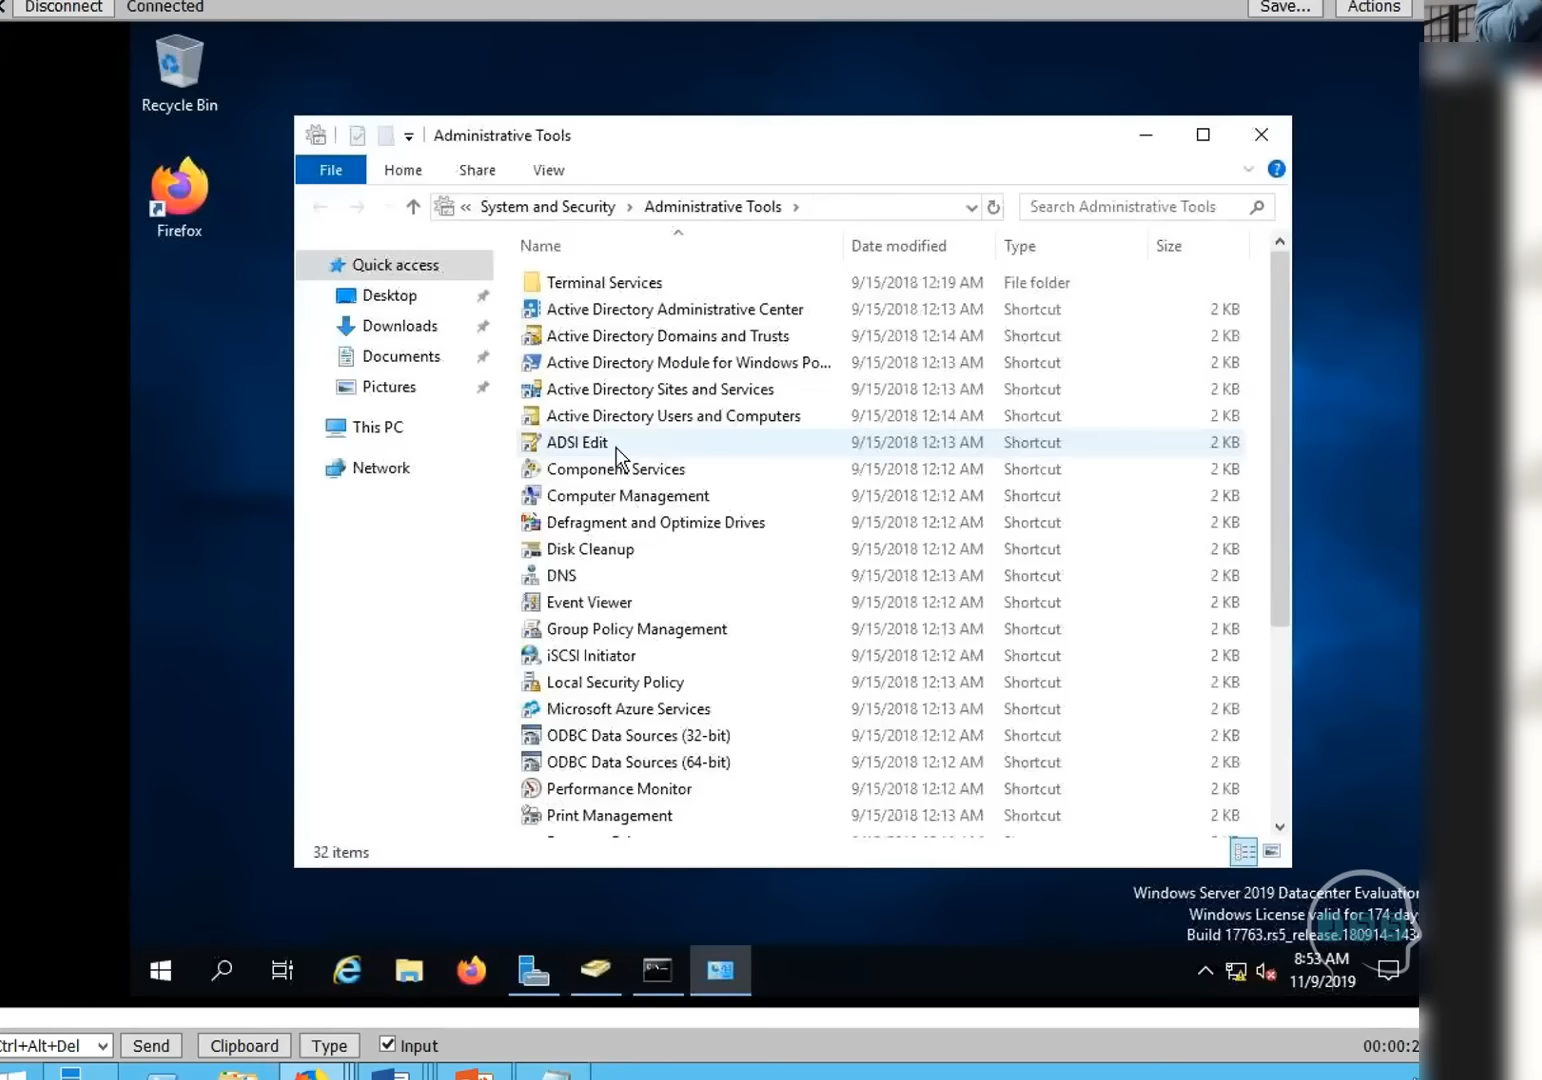 Disconnect Connected Save... Actions
Recycle Bin
Firefox
Administrative Tools
File Home Share View
« System and Security › Administrative Tools › Search Administrative Tools
Name Date modified Type Size
Quick access
Desktop
Downloads
Documents
Pictures
This PC
Network
Terminal Services 9/15/2018 12:19 AM File folder
Active Directory Administrative Center 9/15/2018 12:13 AM Shortcut 2 KB
Active Directory Domains and Trusts 9/15/2018 12:14 AM Shortcut 2 KB
Active Directory Module for Windows Po... 9/15/2018 12:13 AM Shortcut 2 KB
Active Directory Sites and Services 9/15/2018 12:13 AM Shortcut 2 KB
Active Directory Users and Computers 9/15/2018 12:14 AM Shortcut 2 KB
ADSI Edit 9/15/2018 12:13 AM Shortcut 2 KB
Component Services 9/15/2018 12:12 AM Shortcut 2 KB
Computer Management 9/15/2018 12:12 AM Shortcut 2 KB
Defragment and Optimize Drives 9/15/2018 12:12 AM Shortcut 2 KB
Disk Cleanup 9/15/2018 12:12 AM Shortcut 2 KB
DNS 9/15/2018 12:13 AM Shortcut 2 KB
Event Viewer 9/15/2018 12:12 AM Shortcut 2 KB
Group Policy Management 9/15/2018 12:13 AM Shortcut 2 KB
iSCSI Initiator 9/15/2018 12:12 AM Shortcut 2 KB
Local Security Policy 9/15/2018 12:13 AM Shortcut 2 KB
Microsoft Azure Services 9/15/2018 12:13 AM Shortcut 2 KB
ODBC Data Sources (32-bit) 9/15/2018 12:12 AM Shortcut 2 KB
ODBC Data Sources (64-bit) 9/15/2018 12:12 AM Shortcut 2 KB
Performance Monitor 9/15/2018 12:12 AM Shortcut 2 KB
Print Management 9/15/2018 12:13 AM Shortcut 2 KB
32 items
Windows Server 2019 Datacenter Evaluation
Windows License valid for 174 day
Build 17763.rs5_release.180914-143
8:53 AM
11/9/2019
Ctrl+Alt+Del Send Clipboard Type Input 00:00:2